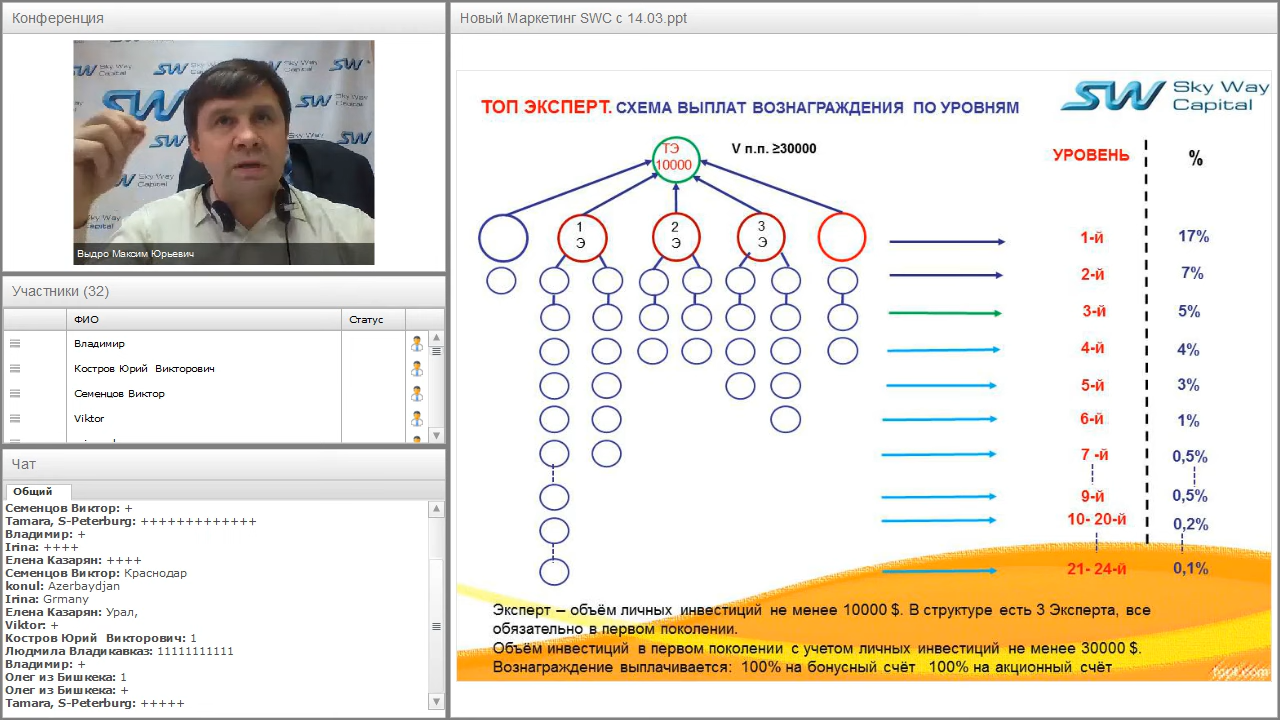 Конференция
SW
Sky Way
Capital
Выдро Максим Юрьевич
Участники (32)
ФИО
Статус
Владимир
Костров Юрий Викторович
Семенцов Виктор
Viktor
Чат
Общий
Семенцов Виктор: +
Tamara, S-Peterburg: +++++++++++++
Владимир: +
Irina: ++++
Елена Казарян: ++++
Семенцов Виктор: Краснодар
konul: Azerbaydjan
Irina: Grmany
Елена Казарян: Урал,
Viktor: +
Костров Юрий Викторович: 1
Людмила Владикавказ: 11111111111
Владимир: +
Олег из Бишкека: 1
Олег из Бишкека: +
Tamara, S-Peterburg: +++++
Новый Маркетинг SWC с 14.03.ppt
SW Sky Way
Capital
ТОП ЭКСПЕРТ. СХЕМА ВЫПЛАТ ВОЗНАГРАЖДЕНИЯ ПО УРОВНЯМ
ТЭ
10000
V п.п. ≥30000
УРОВЕНЬ %
1
Э
2
Э
3
Э
1-й 17%
2-й 7%
3-й 5%
4-й 4%
5-й 3%
6-й 1%
7 -й 0,5%
9-й 0,5%
10- 20-й 0,2%
21- 24-й 0,1%
Эксперт – объём личных инвестиций не менее 10000 $. В структуре есть 3 Эксперта, все
обязательно в первом поколении.
Объём инвестиций в первом поколении с учетом личных инвестиций не менее 30000 $.
Вознаграждение выплачивается: 100% на бонусный счёт 100% на акционный счёт